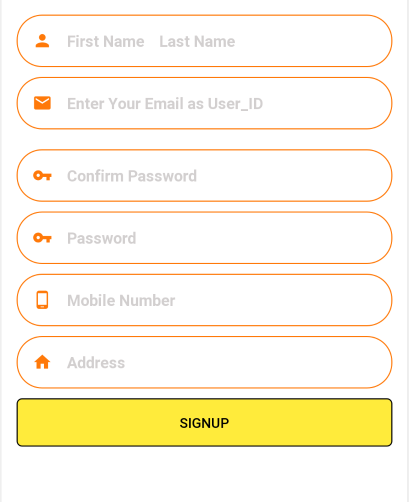 First Name Last Name
Enter Your Email as User_ID
Confirm Password
Password
Mobile Number
Address
SIGNUP